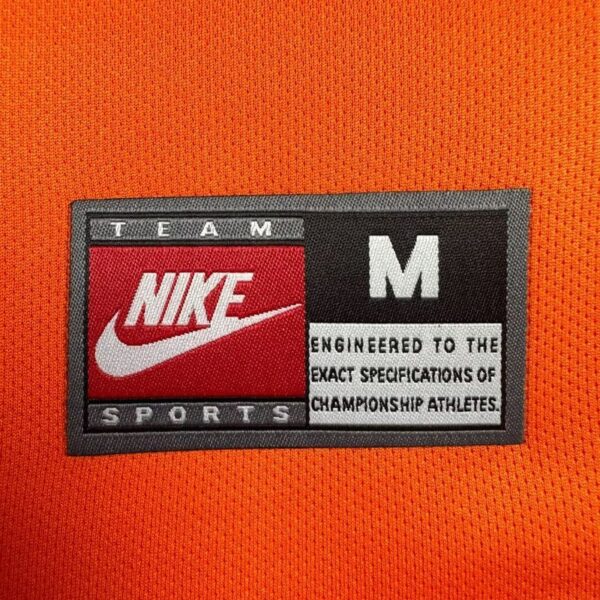 TEAM
NIKE
SPORTS
M
ENGINEERED TO THE
EXACT SPECIFICATIONS OF
CHAMPIONSHIP ATHLETES.